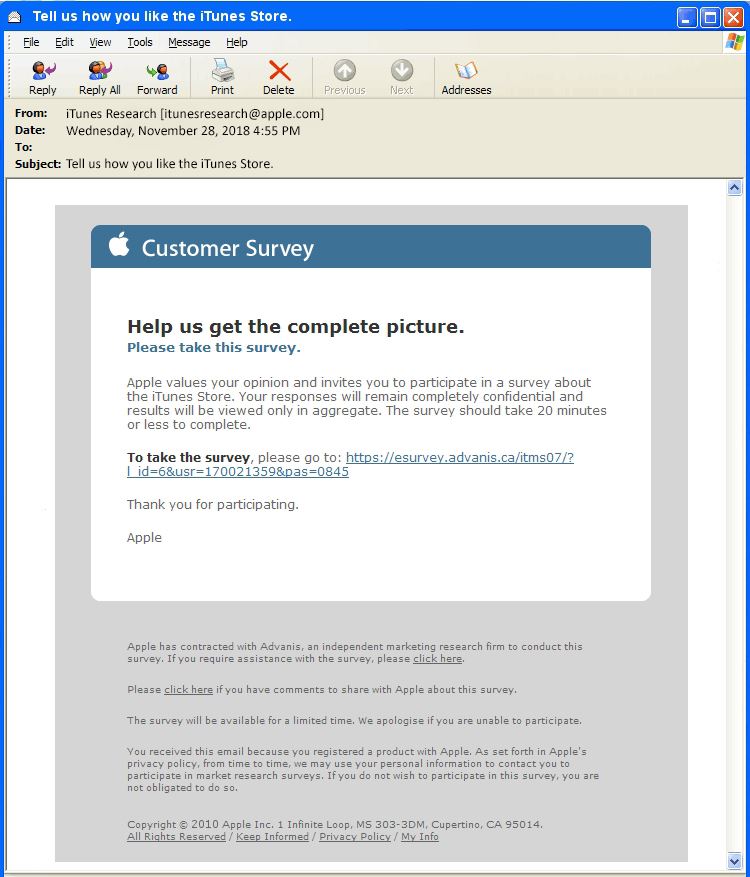 Tell us how you like the iTunes Store.
File Edit View Tools Message Help
Reply Reply All Forward Print Delete Previous Next Addresses
From: iTunes Research [itunesresearch@apple.com]
Date: Wednesday, November 28, 2018 4:55 PM
To:
Subject: Tell us how you like the iTunes Store.
Customer Survey
Help us get the complete picture.
Please take this survey.
Apple values your opinion and invites you to participate in a survey about
the iTunes Store. Your responses will remain completely confidential and
results will be viewed only in aggregate. The survey should take 20 minutes
or less to complete.
To take the survey, please go to: https://esurvey.advanis.ca/itms07/?
l_id=6&usr=170021359&pas=0845
Thank you for participating.
Apple
Apple has contracted with Advanis, an independent marketing research firm to conduct this
survey. If you require assistance with the survey, please click here.
Please click here if you have comments to share with Apple about this survey.
The survey will be available for a limited time. We apologise if you are unable to participate.
You received this email because you registered a product with Apple. As set forth in Apple's
privacy policy, from time to time, we may use your personal information to contact you to
participate in market research surveys. If you do not wish to participate in this survey, you are
not obligated to do so.
Copyright © 2010 Apple Inc. 1 Infinite Loop, MS 303-3DM, Cupertino, CA 95014.
All Rights Reserved / Keep Informed / Privacy Policy / My Info